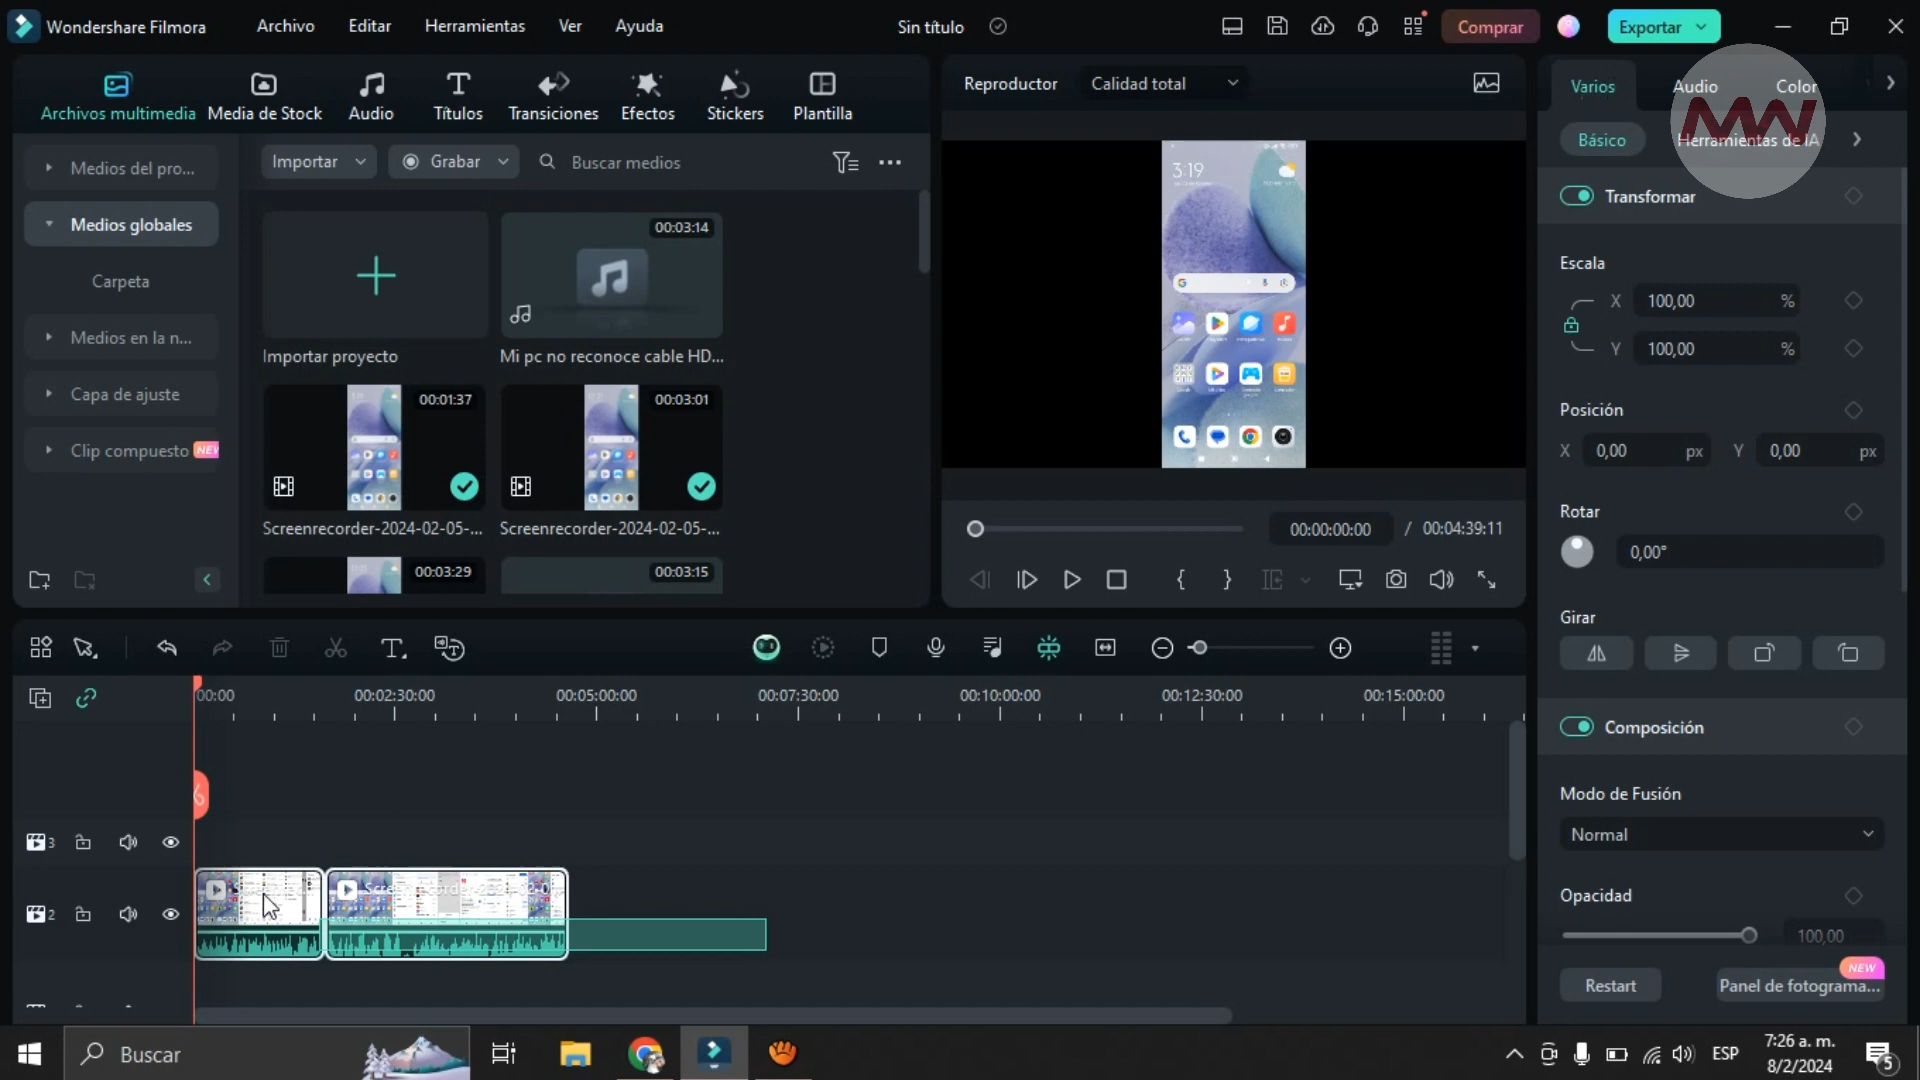 Wondershare Filmora
Archivo
Editar
Herramientas
Ver
Ayuda
Sin título
Comprar
Exportar
Archivos multimedia
Media de Stock
Audio
Títulos
Transiciones
Efectos
Stickers
Plantilla
Reproductor
Calidad total
Varios
Audio
Color
MW
Básico
Herramientas de IA
Importar
Grabar
Buscar medios
Medios del pro...
Medios globales
Carpeta
Medios en la n...
Capa de ajuste
Clip compuesto
NEW
Importar proyecto
00:03:14
Mi pc no reconoce cable HD...
00:01:37
Screenrecorder-2024-02-05-...
00:03:01
Screenrecorder-2024-02-05-...
00:03:29
00:03:15
3:19
00:00:00:00 / 00:04:39:11
Transformar
Escala
X 100,00 %
Y 100,00 %
Posición
X 0,00 px Y 0,00 px
Rotar
0,00°
Girar
Composición
Modo de Fusión
Normal
Opacidad
100,00
NEW
Restart
Panel de fotograma...
00:00
00:02:30:00
00:05:00:00
00:07:30:00
00:10:00:00
00:12:30:00
00:15:00:00
3
2
Buscar
ESP
7:26 a. m.
8/2/2024
5